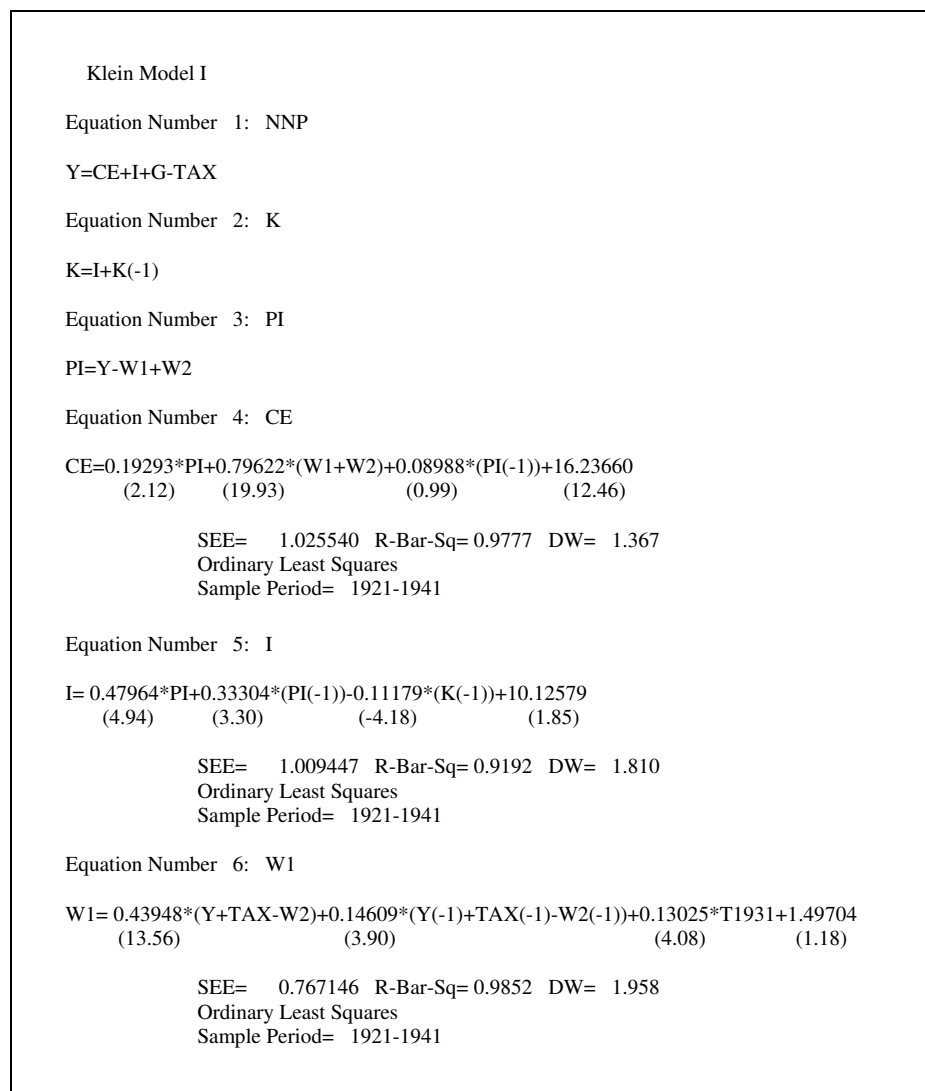 Klein Model I
Equation Number 1: NNP
Y=CE+I+G-TAX
Equation Number 2: K
K=I+K(-1)
Equation Number 3: PI
PI=Y-W1+W2
Equation Number 4: CE
CE=0.19293*PI+0.79622*(W1+W2)+0.08988*(PI(-1))+16.23660
(2.12) (19.93) (0.99) (12.46)
SEE= 1.025540 R-Bar-Sq= 0.9777 DW= 1.367
Ordinary Least Squares
Sample Period= 1921-1941
Equation Number 5: I
I= 0.47964*PI+0.33304*(PI(-1))-0.11179*(K(-1))+10.12579
(4.94) (3.30) (-4.18) (1.85)
SEE= 1.009447 R-Bar-Sq= 0.9192 DW= 1.810
Ordinary Least Squares
Sample Period= 1921-1941
Equation Number 6: W1
W1= 0.43948*(Y+TAX-W2)+0.14609*(Y(-1)+TAX(-1)-W2(-1))+0.13025*T1931+1.49704
(13.56) (3.90) (4.08) (1.18)
SEE= 0.767146 R-Bar-Sq= 0.9852 DW= 1.958
Ordinary Least Squares
Sample Period= 1921-1941